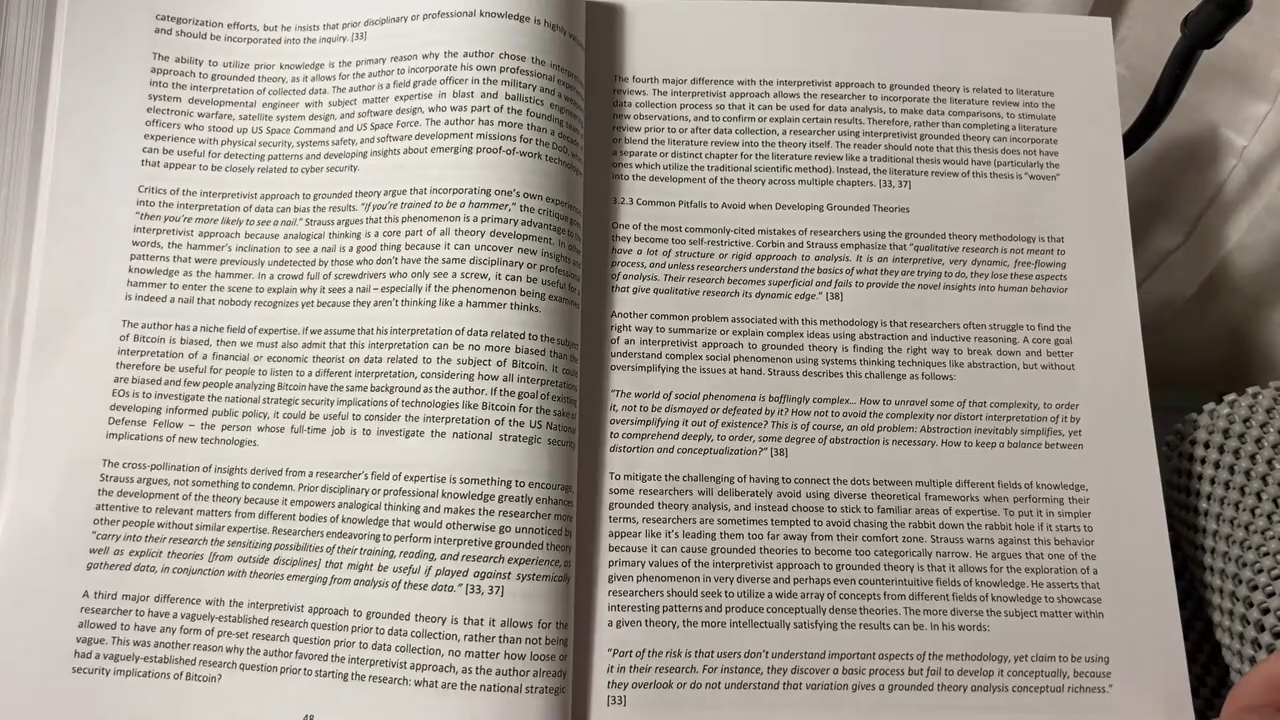 categorization efforts, but he insists that prior disciplinary or professional knowledge is highly
and should be incorporated into the inquiry. [33]
The ability to utilize prior knowledge is the primary reason why the author chose the
approach to grounded theory, as it allows for the author to incorporate his own professional
into the interpretation of collected data. The author is a field grade officer in the military and a
system developmental engineer with subject matter expertise in blast and ballistics
electronic warfare, satellite system design, and software design, who was part of the founding
officers who stood up US Space Command and US Space Force. The author has more than a
experience with physical security, systems safety, and software development missions for the DoD,
can be useful for detecting patterns and developing insights about emerging proof-of-work
that appear to be closely related to cyber security.
Critics of the interpretivist approach to grounded theory argue that incorporating one's own
into the interpretation of data can bias the results. "If you're trained to be a hammer," the critique
"then you're more likely to see a nail." Strauss argues that this phenomenon is a primary advantage to
interpretivist approach because analogical thinking is a core part of all theory development. In
words, the hammer's inclination to see a nail is a good thing because it can uncover new insights
patterns that were previously undetected by those who don't have the same disciplinary or
knowledge as the hammer. In a crowd full of screwdrivers who only see a screw, it can be useful for
hammer to enter the scene to explain why it sees a nail – especially if the phenomenon being
is indeed a nail that nobody recognizes yet because they aren't thinking like a hammer thinks.
The author has a niche field of expertise. If we assume that his interpretation of data related to the subject
of Bitcoin is biased, then we must also admit that this interpretation can be no more biased than the
interpretation of a financial or economic theorist on data related to the subject of Bitcoin. It could
therefore be useful for people to listen to a different interpretation, considering how all interpretations
are biased and few people analyzing Bitcoin have the same background as the author. If the goal of existing
EOs is to investigate the national strategic security implications of technologies like Bitcoin for the sake of
developing informed public policy, it could be useful to consider the interpretation of the US National
Defense Fellow – the person whose full-time job is to investigate the national strategic security
implications of new technologies.
The cross-pollination of insights derived from a researcher's field of expertise is something to encourage,
Strauss argues, not something to condemn. Prior disciplinary or professional knowledge greatly enhances
the development of the theory because it empowers analogical thinking and makes the researcher more
attentive to relevant matters from different bodies of knowledge that would otherwise go unnoticed by
other people without similar expertise. Researchers endeavoring to perform interpretive grounded theory
"carry into their research the sensitizing possibilities of their training, reading, and research experience, as
well as explicit theories [from outside disciplines] that might be useful if played against systemically
gathered data, in conjunction with theories emerging from analysis of these data." [33, 37]
A third major difference with the interpretivist approach to grounded theory is that it allows for the
researcher to have a vaguely-established research question prior to data collection, rather than not being
allowed to have any form of pre-set research question prior to data collection, no matter how loose or
vague. This was another reason why the author favored the interpretivist approach, as the author already
had a vaguely-established research question prior to starting the research: what are the national strategic
security implications of Bitcoin?
48
The fourth major difference with the interpretivist approach to grounded theory is related to literature
reviews. The interpretivist approach allows the researcher to incorporate the literature review into the
data collection process so that it can be used for data analysis, to make data comparisons, to stimulate
new observations, and to confirm or explain certain results. Therefore, rather than completing a literature
review prior to or after data collection, a researcher using interpretivist grounded theory can incorporate
or blend the literature review into the theory itself. The reader should note that this thesis does not have
a separate or distinct chapter for the literature review like a traditional thesis would have (particularly the
ones which utilize the traditional scientific method). Instead, the literature review of this thesis is "woven"
into the development of the theory across multiple chapters. [33, 37]
3.2.3 Common Pitfalls to Avoid when Developing Grounded Theories
One of the most commonly-cited mistakes of researchers using the grounded theory methodology is that
they become too self-restrictive. Corbin and Strauss emphasize that "qualitative research is not meant to
have a lot of structure or rigid approach to analysis. It is an interpretive, very dynamic, free-flowing
process, and unless researchers understand the basics of what they are trying to do, they lose these aspects
of analysis. Their research becomes superficial and fails to provide the novel insights into human behavior
that give qualitative research its dynamic edge." [38]
Another common problem associated with this methodology is that researchers often struggle to find the
right way to summarize or explain complex ideas using abstraction and inductive reasoning. A core goal
of an interpretivist approach to grounded theory is finding the right way to break down and better
understand complex social phenomenon using systems thinking techniques like abstraction, but without
oversimplifying the issues at hand. Strauss describes this challenge as follows:
"The world of social phenomena is bafflingly complex... How to unravel some of that complexity, to order
it, not to be dismayed or defeated by it? How not to avoid the complexity nor distort interpretation of it by
oversimplifying it out of existence? This is of course, an old problem: Abstraction inevitably simplifies, yet
to comprehend deeply, to order, some degree of abstraction is necessary. How to keep a balance between
distortion and conceptualization?" [38]
To mitigate the challenging of having to connect the dots between multiple different fields of knowledge,
some researchers will deliberately avoid using diverse theoretical frameworks when performing their
grounded theory analysis, and instead choose to stick to familiar areas of expertise. To put it in simpler
terms, researchers are sometimes tempted to avoid chasing the rabbit down the rabbit hole if it starts to
appear like it's leading them too far away from their comfort zone. Strauss warns against this behavior
because it can cause grounded theories to become too categorically narrow. He argues that one of the
primary values of the interpretivist approach to grounded theory is that it allows for the exploration of a
given phenomenon in very diverse and perhaps even counterintuitive fields of knowledge. He asserts that
researchers should seek to utilize a wide array of concepts from different fields of knowledge to showcase
interesting patterns and produce conceptually dense theories. The more diverse the subject matter within
a given theory, the more intellectually satisfying the results can be. In his words:
"Part of the risk is that users don't understand important aspects of the methodology, yet claim to be using
it in their research. For instance, they discover a basic process but fail to develop it conceptually, because
they overlook or do not understand that variation gives a grounded theory analysis conceptual richness."
[33]